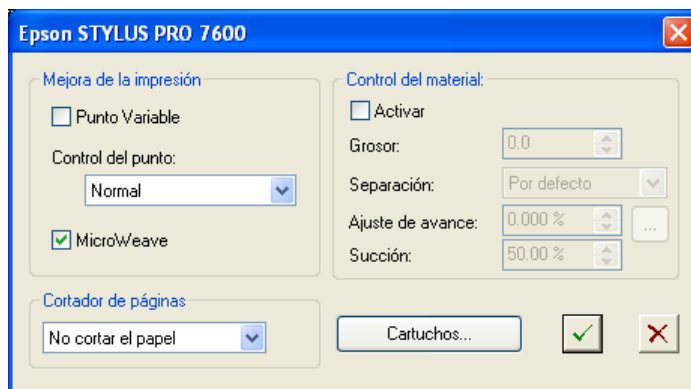 Epson STYLUS PRO 7600
Mejora de la impresión
Punto Variable
Control del punto:
Normal
MicroWeave
Control del material:
Activar
Grosor: 0.0
Separación: Por defecto
Ajuste de avance: 0.000 % ...
Succión: 50.00 %
Cortador de páginas
No cortar el papel
Cartuchos...